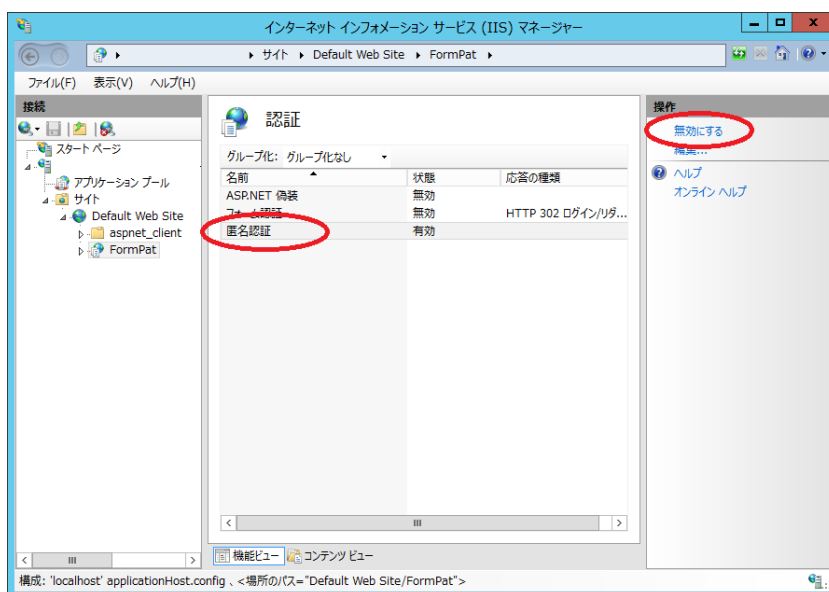 インターネット インフォメーション サービス (IIS) マネージャー
サイト Default Web Site FormPat
ファイル(F) 表示(V) ヘルプ(H)
接続
スタート ページ
アプリケーション プール
サイト
Default Web Site
aspnet_client
FormPat
認証
グループ化: グループ化なし
名前 状態 応答の種類
ASP.NET 偽装 無効
フォーム認証 無効 HTTP 302 ログイン/リダ...
匿名認証 有効
機能ビュー コンテンツ ビュー
操作
無効にする
編集...
ヘルプ
オンライン ヘルプ
構成: 'localhost' applicationHost.config 、<場所のパス="Default Web Site/FormPat">